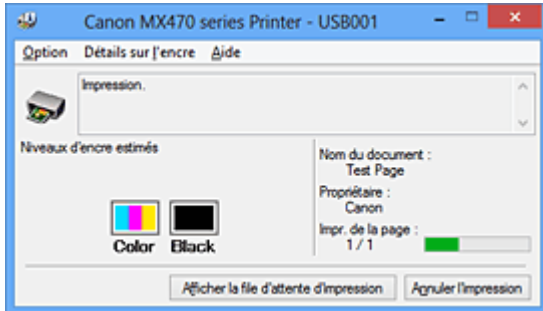 Canon MX470 series Printer - USB001
Option Détails sur l'encre Aide
Impression.
Niveaux d'encre estimés
Color Black
Nom du document :
Test Page
Propriétaire :
Canon
Impr. de la page :
1 / 1
Afficher la file d'attente d'impression Annuler l'impression